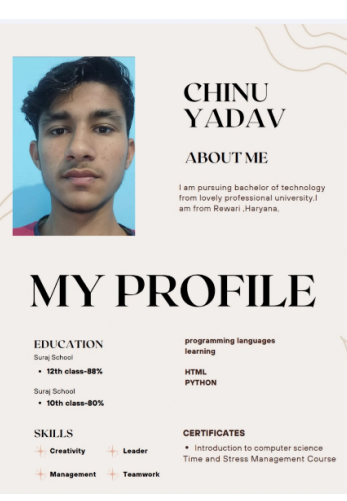 CHINU
YADAV
ABOUT ME
I am pursuing bachelor of technology
from lovely professional university.I
am from Rewari ,Haryana,
MY PROFILE
EDUCATION
Suraj School
• 12th class-88%
Suraj School
• 10th class-80%
programming languages
learning
HTML
PYTHON
SKILLS
Creativity
Leader
Management
Teamwork
CERTIFICATES
• Introduction to computer science
Time and Stress Management Course